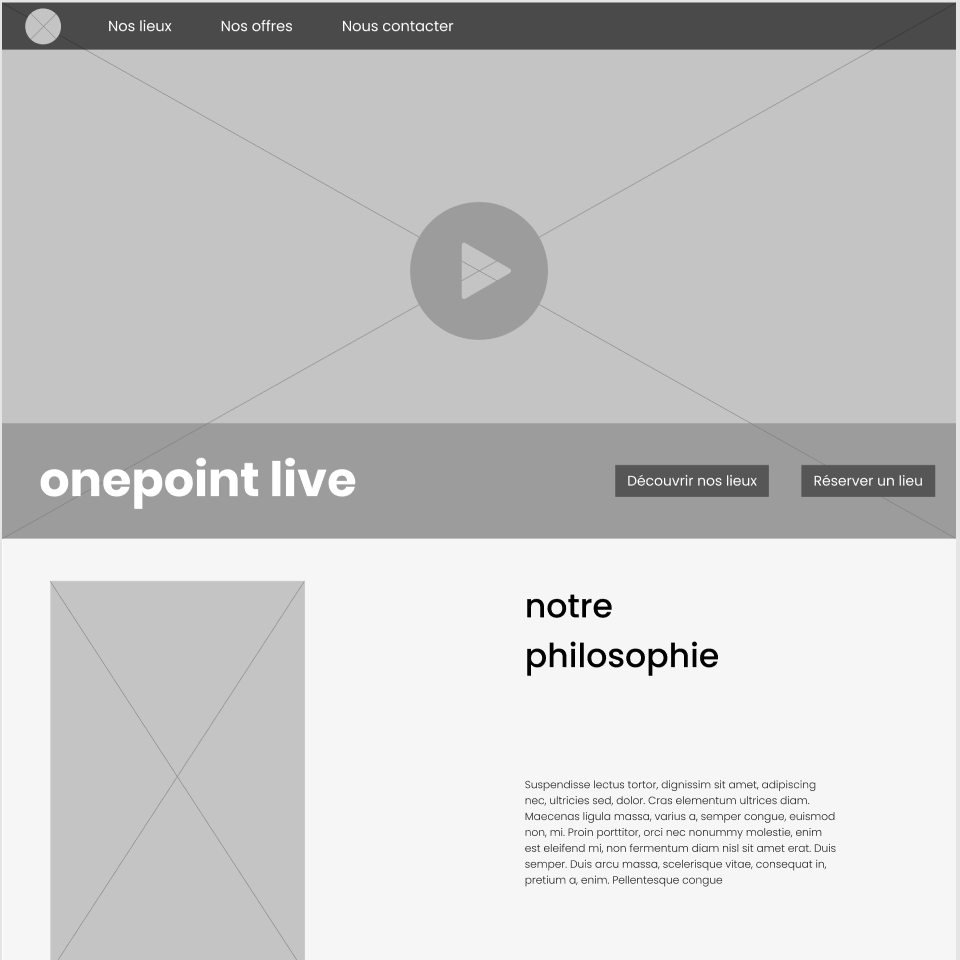 Nos lieux
Nos offres
Nous contacter
onepoint live
Découvrir nos lieux
Réserver un lieu
notre
philosophie
Suspendisse lectus tortor, dignissim sit amet, adipiscing
nec, ultricies sed, dolor. Cras elementum ultrices diam.
Maecenas ligula massa, varius a, semper congue, euismod
non, mi. Proin porttitor, orci nec nonummy molestie, enim
est eleifend mi, non fermentum diam nisl sit amet erat. Duis
semper. Duis arcu massa, scelerisque vitae, consequat in,
pretium a, enim. Pellentesque congue